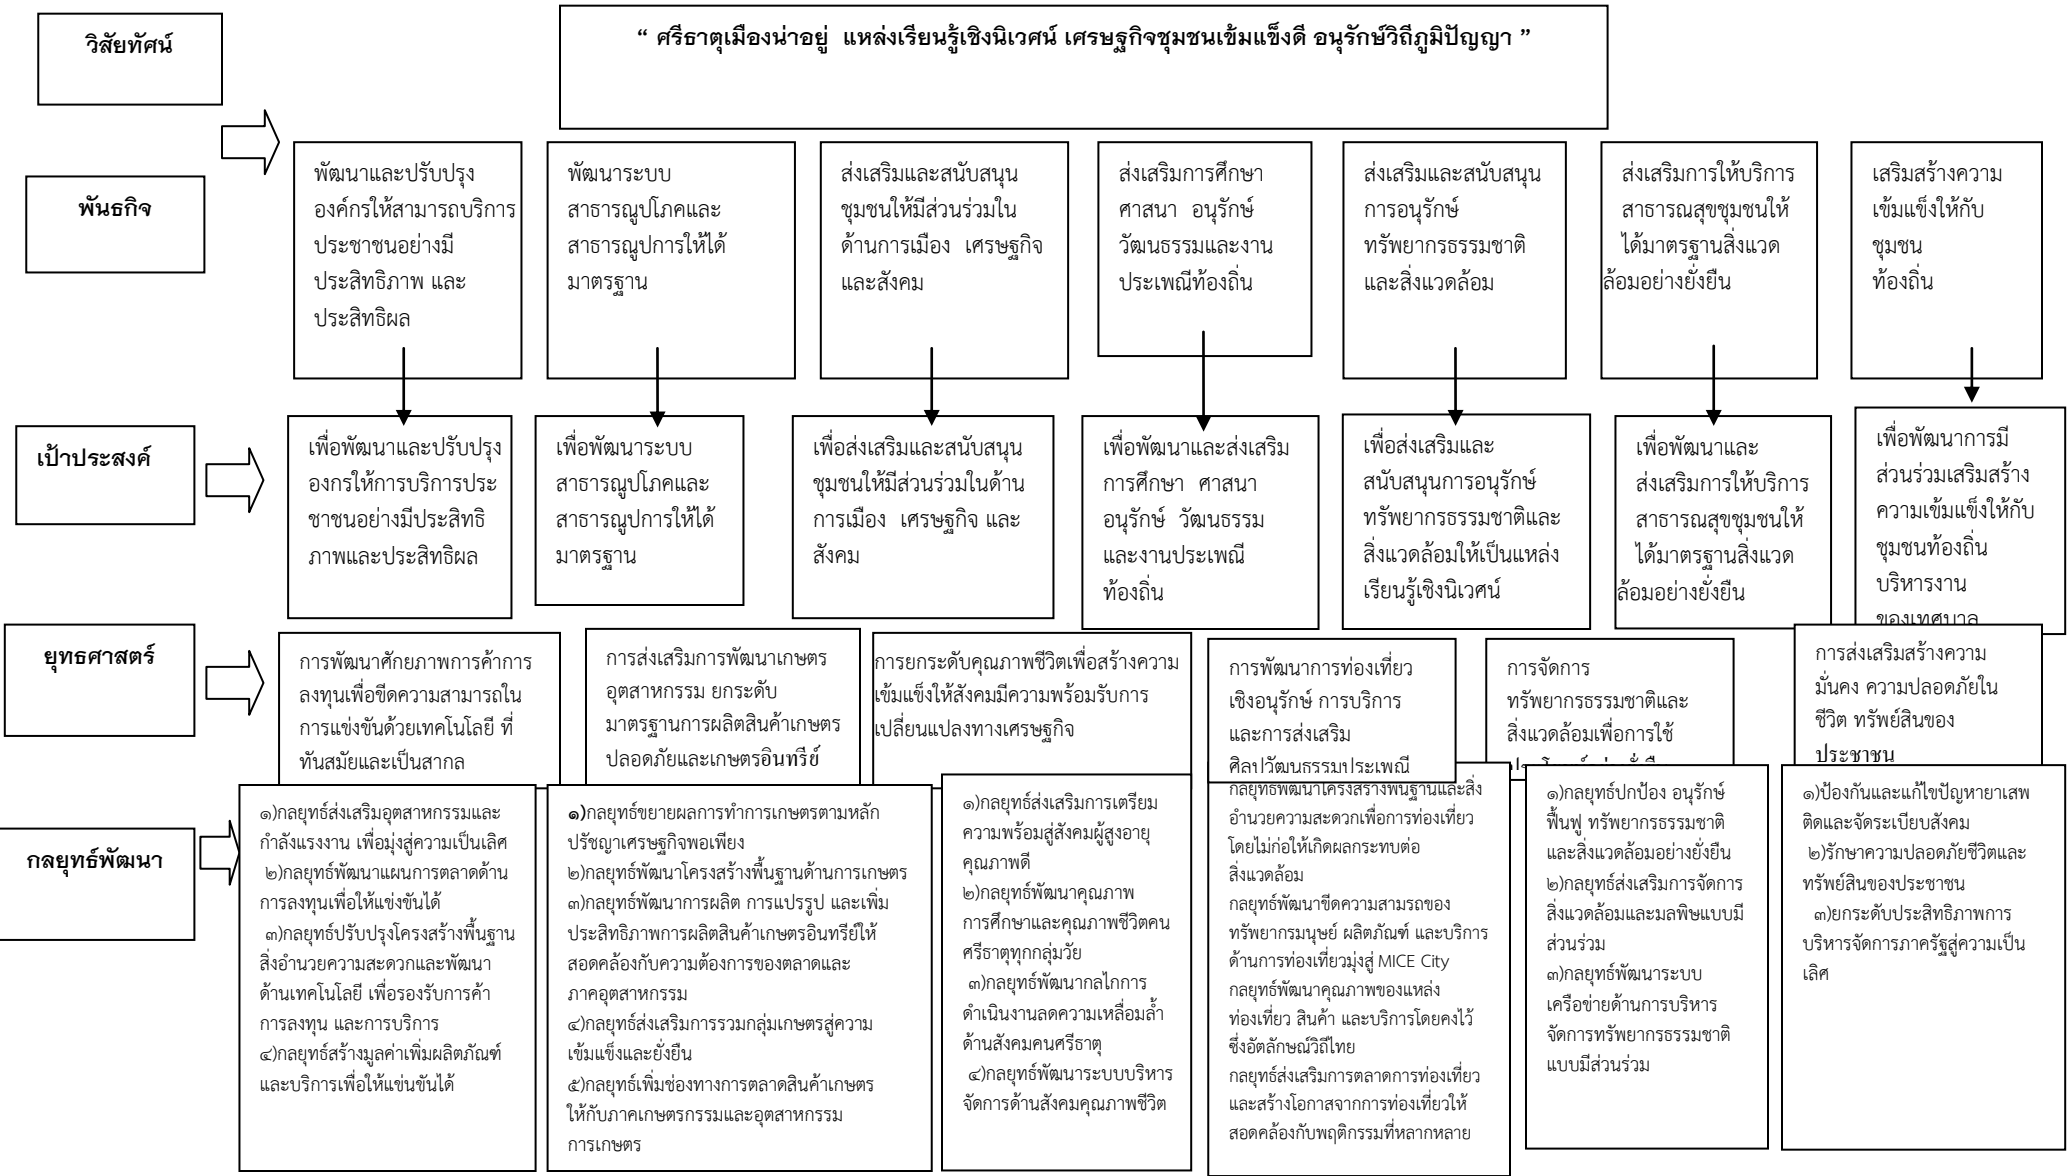 วิสัยทัศน์
“ ศรีธาตุเมืองน่าอยู่  แหล่งเรียนรู้เชิงนิเวศน์ เศรษฐกิจชุมชนเข้มแข็งดี อนุรักษ์วิถีภูมิปัญญา ”
พันธกิจ
พัฒนาและปรับปรุง
องค์กรให้สามารถบริการ
ประชาชนอย่างมี
ประสิทธิภาพ และ
ประสิทธิผล
พัฒนาระบบ
สาธารณูปโภคและ
สาธารณูปการให้ได้
มาตรฐาน
ส่งเสริมและสนับสนุน
ชุมชนให้มีส่วนร่วมใน
ด้านการเมือง  เศรษฐกิจ
และสังคม
ส่งเสริมการศึกษา
ศาสนา  อนุรักษ์
วัฒนธรรมและงาน
ประเพณีท้องถิ่น
ส่งเสริมและสนับสนุน
การอนุรักษ์
ทรัพยากรธรรมชาติ
และสิ่งแวดล้อม
ส่งเสริมการให้บริการ
สาธารณสุขชุมชนให้
ได้มาตรฐานสิ่งแวด
ล้อมอย่างยั่งยืน
เสริมสร้างความ
เข้มแข็งให้กับ
ชุมชน
ท้องถิ่น
เป้าประสงค์
เพื่อพัฒนาและปรับปรุง
องกรให้การบริการประ
ชาชนอย่างมีประสิทธิ
ภาพและประสิทธิผล
เพื่อพัฒนาระบบ
สาธารณูปโภคและ
สาธารณูปการให้ได้
มาตรฐาน
เพื่อส่งเสริมและสนับสนุน
ชุมชนให้มีส่วนร่วมในด้าน
การเมือง  เศรษฐกิจ และ
สังคม
เพื่อพัฒนาและส่งเสริม
การศึกษา  ศาสนา
อนุรักษ์  วัฒนธรรม
และงานประเพณี
ท้องถิ่น
เพื่อส่งเสริมและ
สนับสนุนการอนุรักษ์
ทรัพยากรธรรมชาติและ
สิ่งแวดล้อมให้เป็นแหล่ง
เรียนรู้เชิงนิเวศน์
เพื่อพัฒนาและ
ส่งเสริมการให้บริการ
สาธารณสุขชุมชนให้
ได้มาตรฐานสิ่งแวด
ล้อมอย่างยั่งยืน
เพื่อพัฒนาการมี
ส่วนร่วมเสริมสร้าง
ความเข้มแข็งให้กับ
ชุมชนท้องถิ่น
บริหารงาน
ของเทศบาล
ยุทธศาสตร์
การพัฒนาศักยภาพการค้าการ
ลงทุนเพื่อขีดความสามารถใน
การแข่งขันด้วยเทคโนโลยี ที่
ทันสมัยและเป็นสากล
การส่งเสริมการพัฒนาเกษตร
อุตสาหกรรม ยกระดับ
มาตรฐานการผลิตสินค้าเกษตร
ปลอดภัยและเกษตรอินทรีย์
การยกระดับคุณภาพชีวิตเพื่อสร้างความ
เข้มแข็งให้สังคมมีความพร้อมรับการ
เปลี่ยนแปลงทางเศรษฐกิจ
การพัฒนาการท่องเที่ยว
เชิงอนุรักษ์ การบริการ
และการส่งเสริม
ศิลปวัฒนธรรมประเพณี
การจัดการ
ทรัพยากรธรรมชาติและ
สิ่งแวดล้อมเพื่อการใช้
การส่งเสริมสร้างความ
มั่นคง ความปลอดภัยใน
ชีวิต ทรัพย์สินของ
ประชาชน
กลยุทธ์พัฒนา
๑)กลยุทธ์ส่งเสริมอุตสาหกรรมและ
กำลังแรงงาน เพื่อมุ่งสู่ความเป็นเลิศ
๒)กลยุทธ์พัฒนาแผนการตลาดด้าน
การลงทุนเพื่อให้แข่งขันได้
๓)กลยุทธ์ปรับปรุงโครงสร้างพื้นฐาน
สิ่งอำนวยความสะดวกและพัฒนา
ด้านเทคโนโลยี เพื่อรองรับการค้า
การลงทุน และการบริการ
๔)กลยุทธ์สร้างมูลค่าเพิ่มผลิตภัณฑ์
และบริการเพื่อให้แข่นขันได้
๑)กลยุทธ์ขยายผลการทำการเกษตรตามหลัก
ปรัชญาเศรษฐกิจพอเพียง
๒)กลยุทธ์พัฒนาโครงสร้างพื้นฐานด้านการเกษตร
๓)กลยุทธ์พัฒนาการผลิต การแปรรูป และเพิ่ม
ประสิทธิภาพการผลิตสินค้าเกษตรอินทรีย์ให้
สอดคล้องกับความต้องการของตลาดและ
ภาคอุตสาหกรรม
๔)กลยุทธ์ส่งเสริมการรวมกลุ่มเกษตรสู่ความ
เข้มแข็งและยั่งยืน
๕)กลยุทธ์เพิ่มช่องทางการตลาดสินค้าเกษตร
ให้กับภาคเกษตรกรรมและอุตสาหกรรม
การเกษตร
๑)กลยุทธ์ส่งเสริมการเตรียม
ความพร้อมสู่สังคมผู้สูงอายุ
คุณภาพดี
๒)กลยุทธ์พัฒนาคุณภาพ
การศึกษาและคุณภาพชีวิตคน
ศรีธาตุทุกกลุ่มวัย
๓)กลยุทธ์พัฒนากลไกการ
ดำเนินงานลดความเหลื่อมล้ำ
ด้านสังคมคนศรีธาตุ
๔)กลยุทธ์พัฒนาระบบบริหาร
จัดการด้านสังคมคุณภาพชีวิต
กลยุทธ์พัฒนาโครงสร้างพื้นฐานและสิ่ง
อำนวยความสะดวกเพื่อการท่องเที่ยว
โดยไม่ก่อให้เกิดผลกระทบต่อ
สิ่งแวดล้อม
กลยุทธ์พัฒนาขีดความสามรถของ
ทรัพยากรมนุษย์ ผลิตภัณฑ์ และบริการ
ด้านการท่องเที่ยวมุ่งสู่ MICE City
กลยุทธ์พัฒนาคุณภาพของแหล่ง
ท่องเที่ยว สินค้า และบริการโดยคงไว้
ซึ่งอัตลักษณ์วิถีไทย
กลยุทธ์ส่งเสริมการตลาดการท่องเที่ยว
และสร้างโอกาสจากการท่องเที่ยวให้
สอดคล้องกับพฤติกรรมที่หลากหลาย
๑)กลยุทธ์ปกป้อง อนุรักษ์
ฟื้นฟู ทรัพยากรธรรมชาติ
และสิ่งแวดล้อมอย่างยั่งยืน
๒)กลยุทธ์ส่งเสริมการจัดการ
สิ่งแวดล้อมและมลพิษแบบมี
ส่วนร่วม
๓)กลยุทธ์พัฒนาระบบ
เครือข่ายด้านการบริหาร
จัดการทรัพยากรธรรมชาติ
แบบมีส่วนร่วม
๑)ป้องกันและแก้ไขปัญหายาเสพ
ติดและจัดระเบียบสังคม
๒)รักษาความปลอดภัยชีวิตและ
ทรัพย์สินของประชาชน
๓)ยกระดับประสิทธิภาพการ
บริหารจัดการภาครัฐสู่ความเป็น
เลิศ